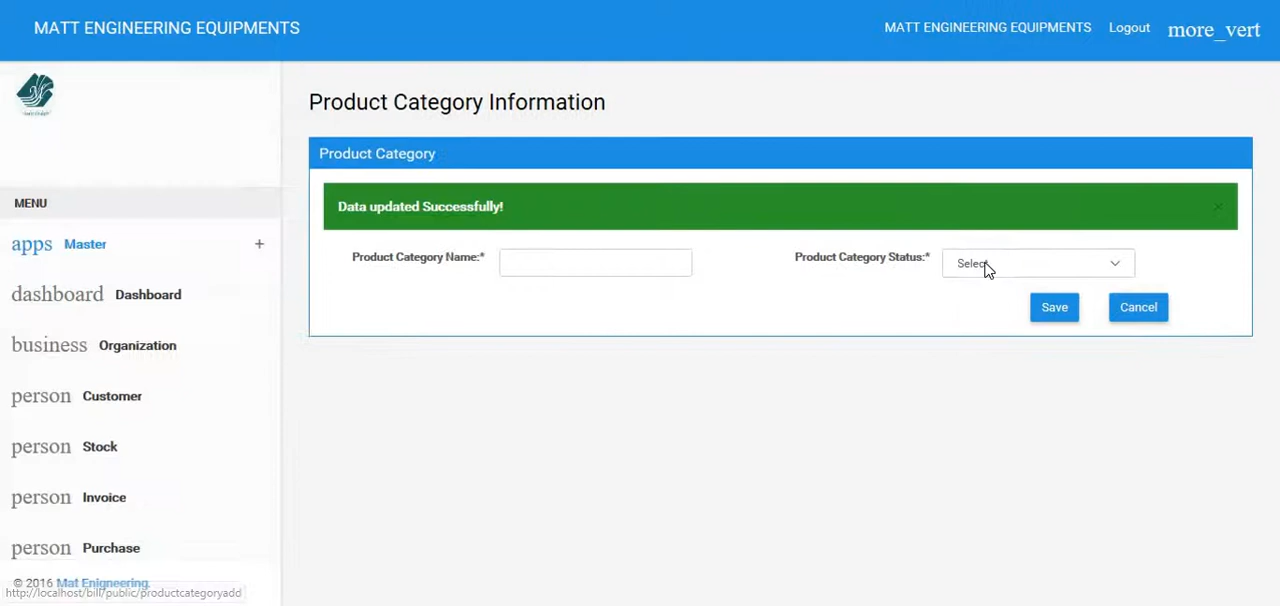 MATT ENGINEERING EQUIPMENTS
MATT ENGINEERING EQUIPMENTS Logout more_vert
MENU
apps Master +
dashboard Dashboard
business Organization
person Customer
person Stock
person Invoice
person Purchase
© 2016 Mat Enigneering.
http://localhost/bill/public/productcategoryadd
Product Category Information
Product Category
Data updated Successfully! ×
Product Category Name:* Product Category Status:* Select
Save Cancel